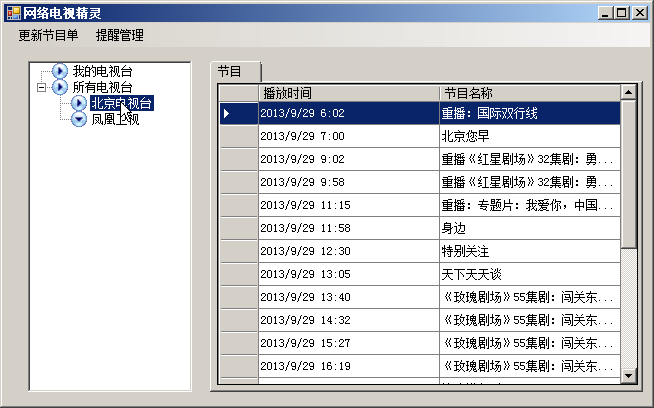 网络电视精灵
更新节目单 提醒管理
我的电视台
所有电视台
北京电视台
凤凰卫视
节目
播放时间 节目名称
2013/9/29 6:02 重播：国际双行线
2013/9/29 7:00 北京您早
2013/9/29 9:02 重播《红星剧场》32集剧：勇...
2013/9/29 9:58 重播《红星剧场》32集剧：勇...
2013/9/29 11:15 重播：专题片：我爱你，中国...
2013/9/29 11:58 身边
2013/9/29 12:30 特别关注
2013/9/29 13:05 天下天天谈
2013/9/29 13:40 《玫瑰剧场》55集剧：闯关东...
2013/9/29 14:32 《玫瑰剧场》55集剧：闯关东...
2013/9/29 15:27 《玫瑰剧场》55集剧：闯关东...
2013/9/29 16:19 《玫瑰剧场》55集剧：闯关东...